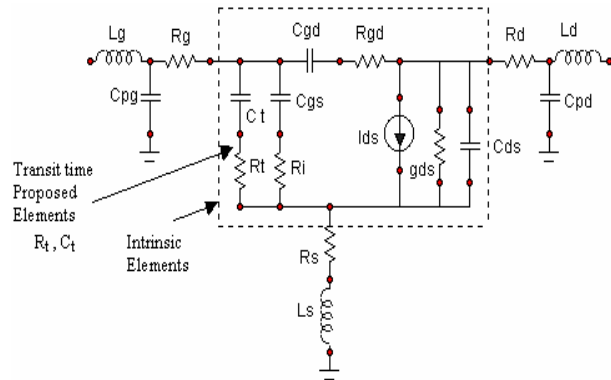 Lg Rg Cgd Rgd Rd Ld
Cpg Ct Cgs Ids gds Cds Cpd
Rt Ri
Transit time
Proposed
Elements
Rt , Ct
Intrinsic
Elements
Rs
Ls